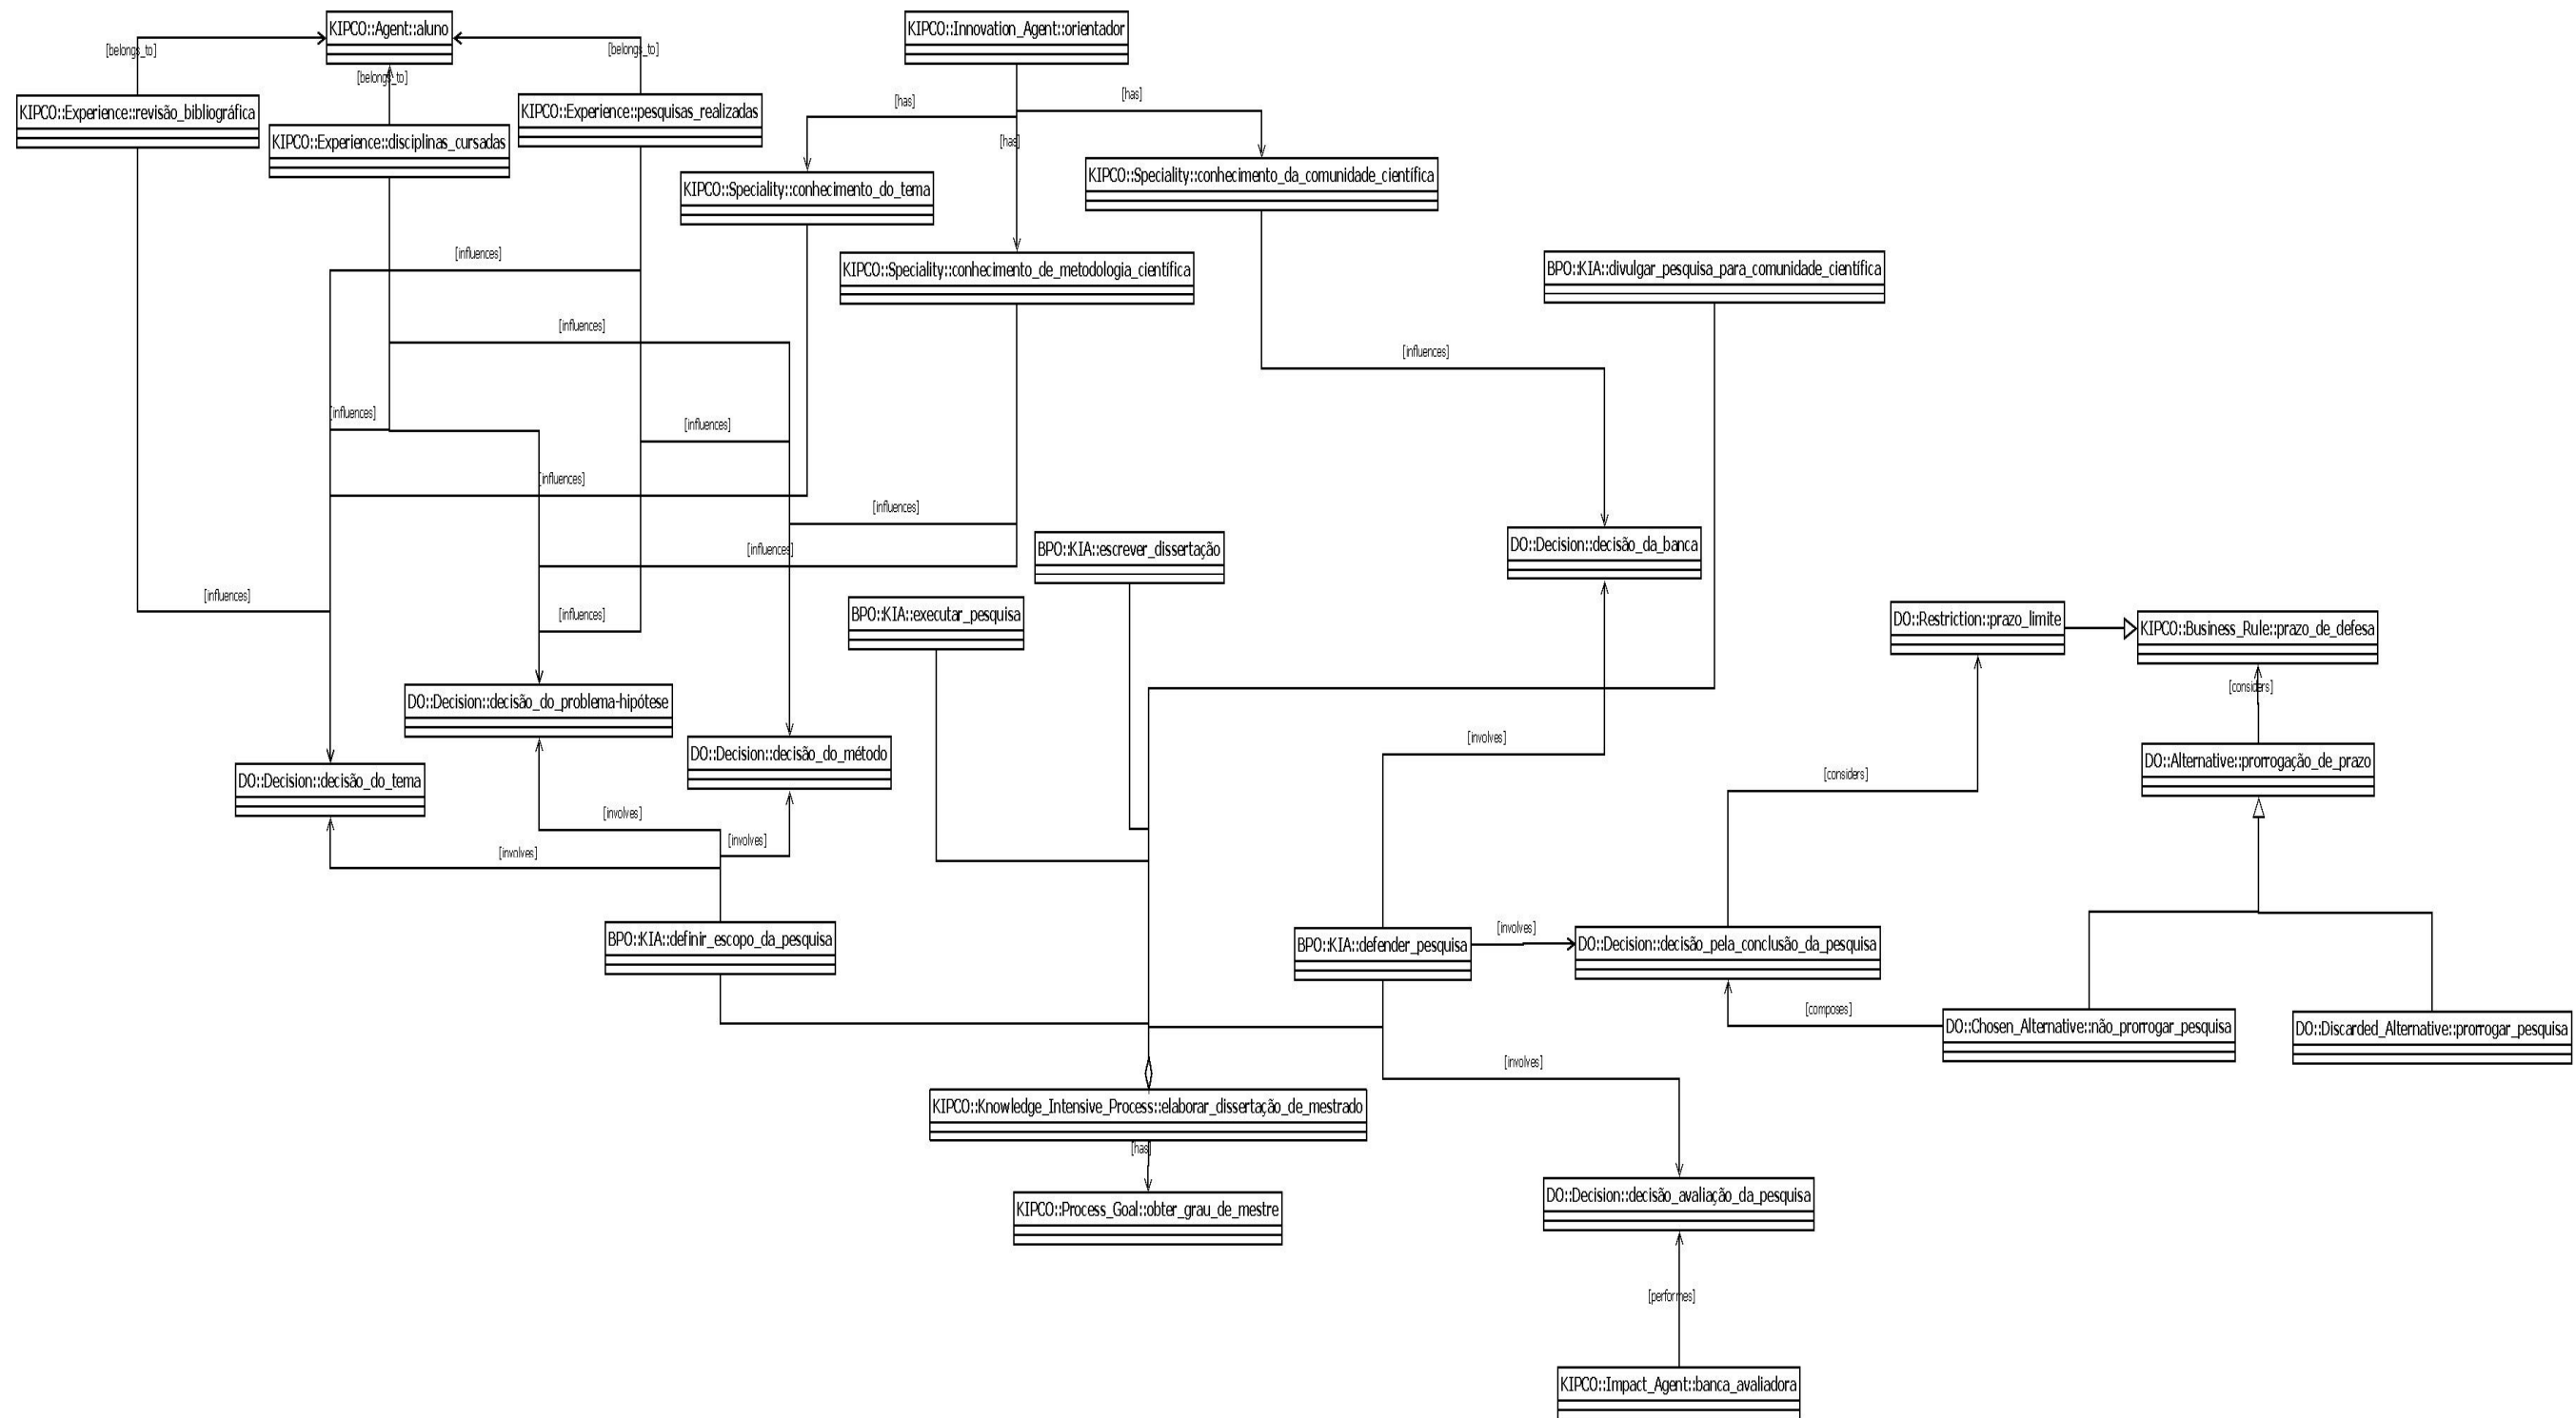 KIPCO::Agent::aluno
KIPCO::Innovation_Agent::orientador
[belongs_to]
[belongs_to]
[belongs_to]
KIPCO::Experience::revisão_bibliográfica
KIPCO::Experience::disciplinas_cursadas
KIPCO::Experience::pesquisas_realizadas
[has]
[has]
[has]
KIPCO::Speciality::conhecimento_do_tema
KIPCO::Speciality::conhecimento_da_comunidade_científica
KIPCO::Speciality::conhecimento_de_metodologia_científica
BPO::KIA::divulgar_pesquisa_para_comunidade_científica
[influences]
[influences]
[influences]
[influences]
[influences]
[influences]
[influences]
[influences]
[influences]
[influences]
BPO::KIA::escrever_dissertação
DO::Decision::decisão_da_banca
BPO::KIA::executar_pesquisa
DO::Restriction::prazo_limite
KIPCO::Business_Rule::prazo_de_defesa
[considers]
DO::Decision::decisão_do_problema-hipótese
DO::Decision::decisão_do_método
DO::Decision::decisão_do_tema
[involves]
DO::Alternative::prorrogação_de_prazo
[considers]
[involves]
[involves]
[involves]
BPO::KIA::definir_escopo_da_pesquisa
BPO::KIA::defender_pesquisa
[involves]
DO::Decision::decisão_pela_conclusão_da_pesquisa
[composes]
DO::Chosen_Alternative::não_prorrogar_pesquisa
DO::Discarded_Alternative::prorrogar_pesquisa
[involves]
KIPCO::Knowledge_Intensive_Process::elaborar_dissertação_de_mestrado
[has]
KIPCO::Process_Goal::obter_grau_de_mestre
DO::Decision::decisão_avaliação_da_pesquisa
[performes]
KIPCO::Impact_Agent::banca_avaliadora